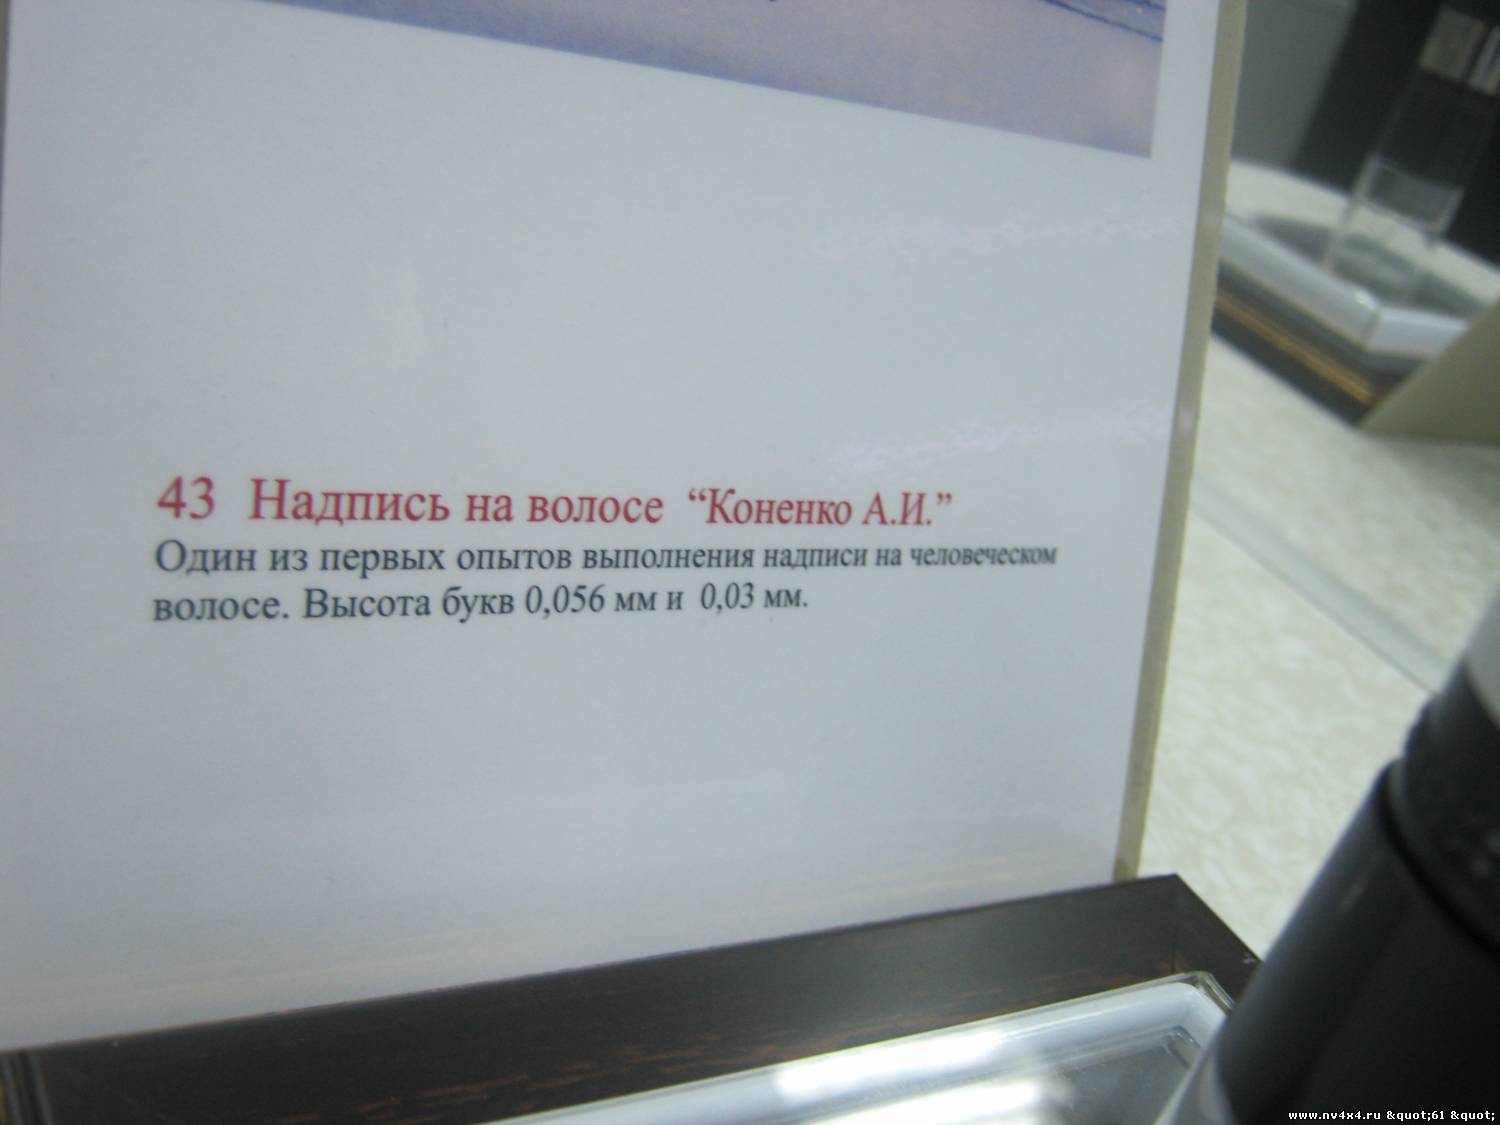 43 Надпись на волосе “Коненко А.И.”
Один из первых опытов выполнения надписи на человеческом
волосе. Высота букв 0,056 мм и 0,03 мм.
www.nv4x4.ru &quot;61 &quot;